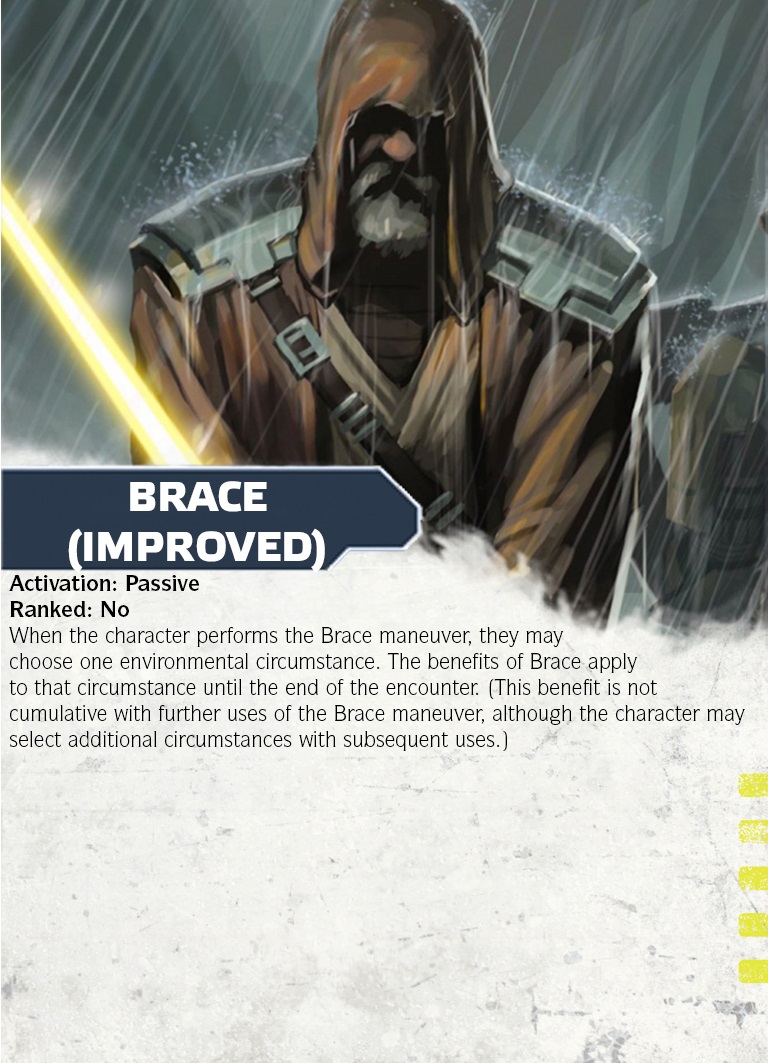 BRACE
(IMPROVED)
Activation: Passive
Ranked: No
When the character performs the Brace maneuver, they may
choose one environmental circumstance. The benefits of Brace apply
to that circumstance until the end of the encounter. (This benefit is not
cumulative with further uses of the Brace maneuver, although the character may
select additional circumstances with subsequent uses.)